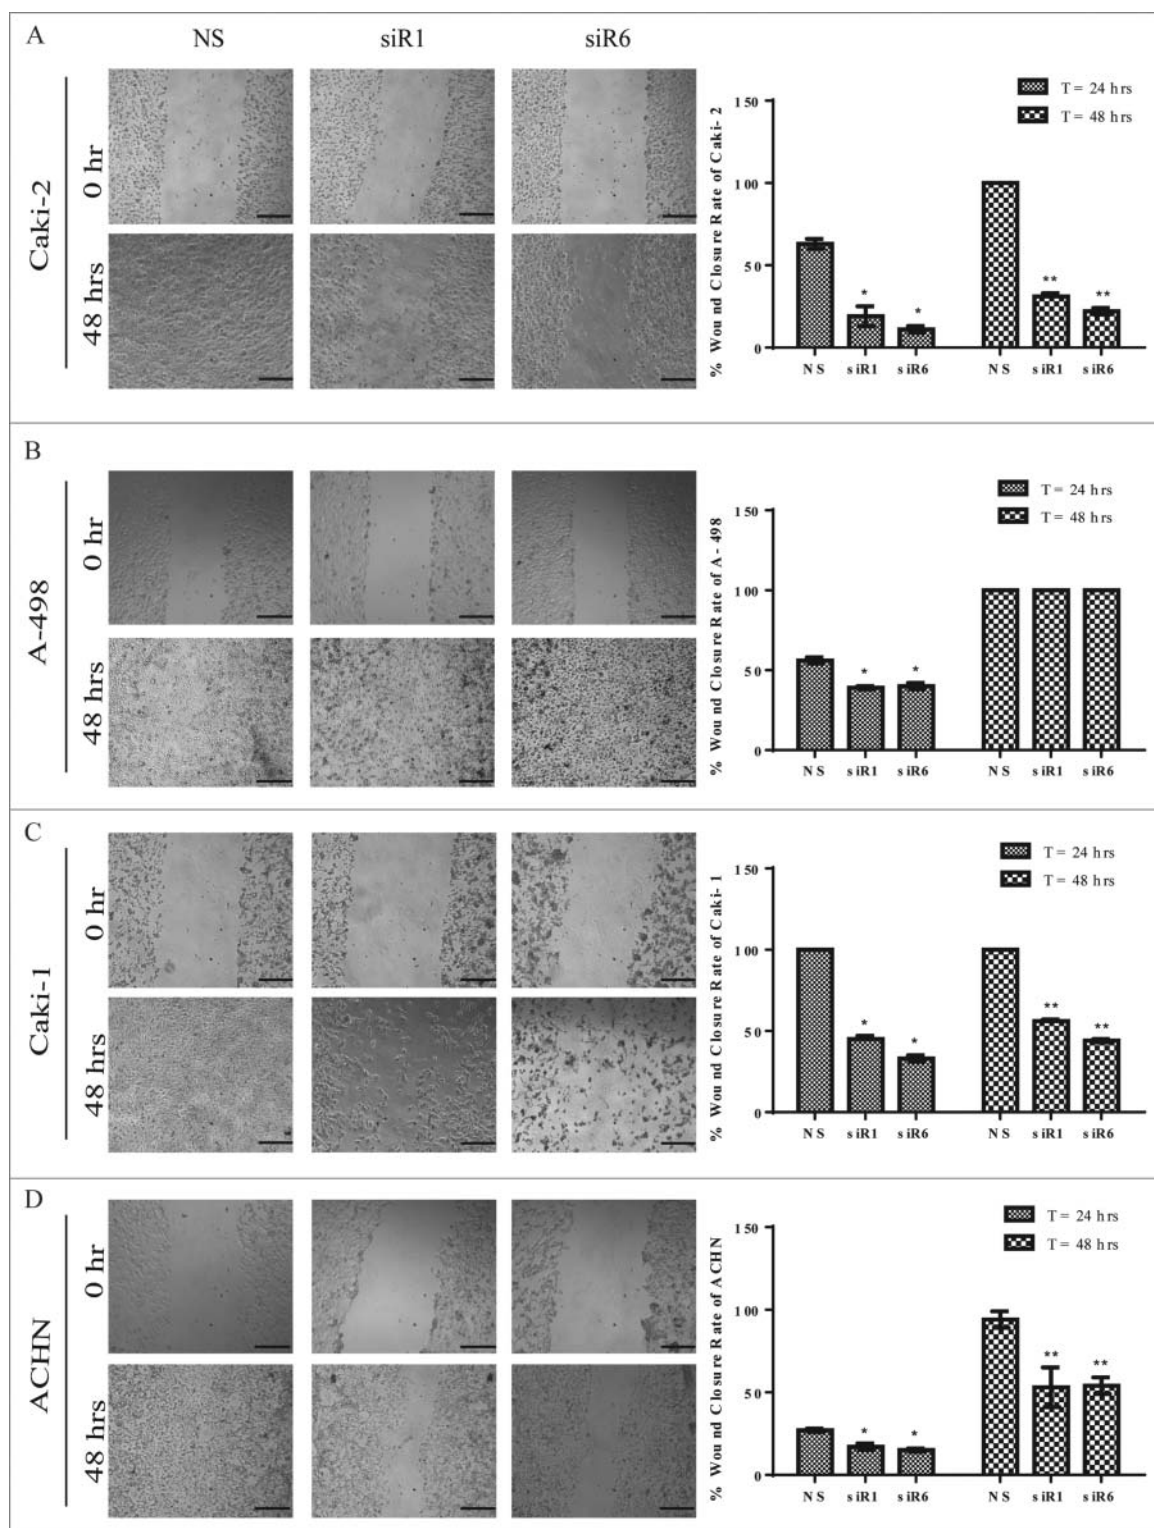 A
NS siR1 siR6
Caki-2
0 hr
48 hrs
% Wound Closure Rate of Caki-2
T = 24 hrs
T = 48 hrs
150
100
50
0
* * ** **
NS siR1 siR6 NS siR1 siR6
B
A-498
0 hr
48 hrs
% Wound Closure Rate of A-498
T = 24 hrs
T = 48 hrs
150
100
50
0
* *
NS siR1 siR6 NS siR1 siR6
C
Caki-1
0 hr
48 hrs
% Wound Closure Rate of Caki-1
T = 24 hrs
T = 48 hrs
150
100
50
0
* * ** **
NS siR1 siR6 NS siR1 siR6
D
ACHN
0 hr
48 hrs
% Wound Closure Rate of ACHN
T = 24 hrs
T = 48 hrs
150
100
50
0
* * ** **
NS siR1 siR6 NS siR1 siR6